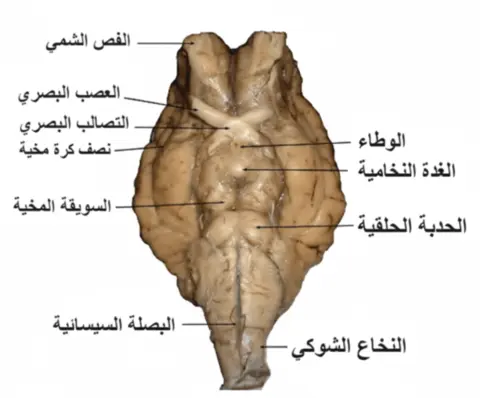 الفص الشمي
العصب البصري
التصالب البصري
نصف كرة مخية
الوطاء
الغدة النخامية
السويقة المخية
الحدبة الحلقية
البصلة السيسائية
النخاع الشوكي